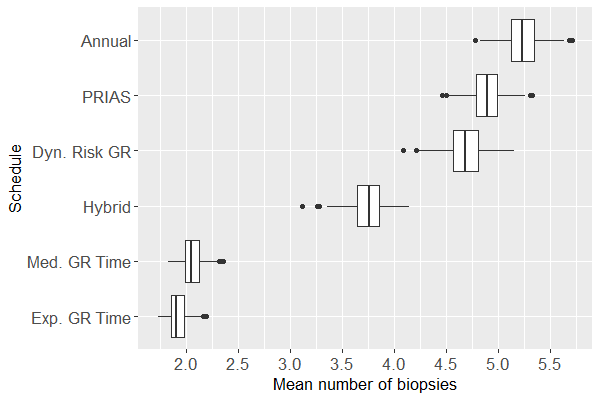 Annual
PRIAS
Dyn. Risk GR
Hybrid
Med. GR Time
Exp. GR Time
Schedule
2.0 2.5 3.0 3.5 4.0 4.5 5.0 5.5
Mean number of biopsies